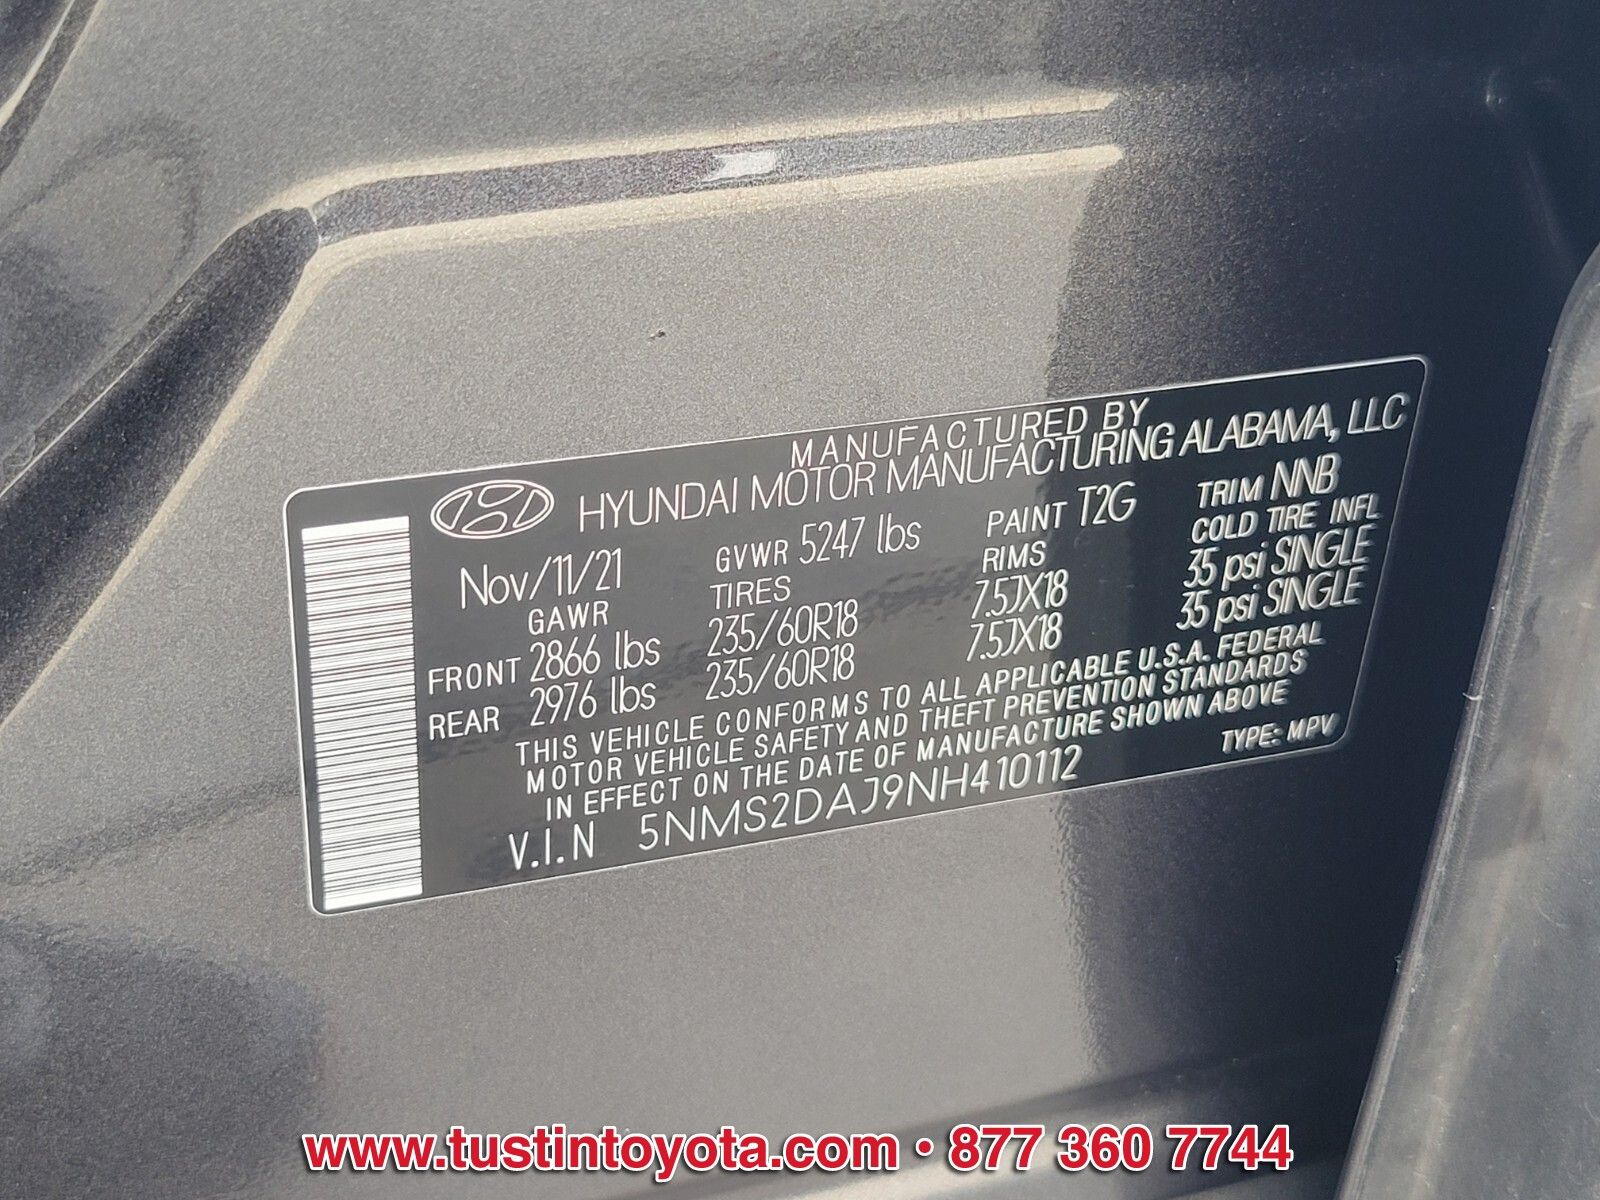 MANUFACTURED BY
HYUNDAI MOTOR MANUFACTURING ALABAMA, LLC
Nov/11/21 GVWR 5247 lbs PAINT T2G TRIM NNB
GAWR TIRES RIMS COLD TIRE INFL
FRONT 2866 lbs 235/60R18 7.5JX18 35 psi SINGLE
REAR 2976 lbs 235/60R18 7.5JX18 35 psi SINGLE
THIS VEHICLE CONFORMS TO ALL APPLICABLE U.S.A. FEDERAL
MOTOR VEHICLE SAFETY AND THEFT PREVENTION STANDARDS
IN EFFECT ON THE DATE OF MANUFACTURE SHOWN ABOVE
V.I.N 5NMS2DAJ9NH410112 TYPE: MPV
www.tustintoyota.com • 877 360 7744